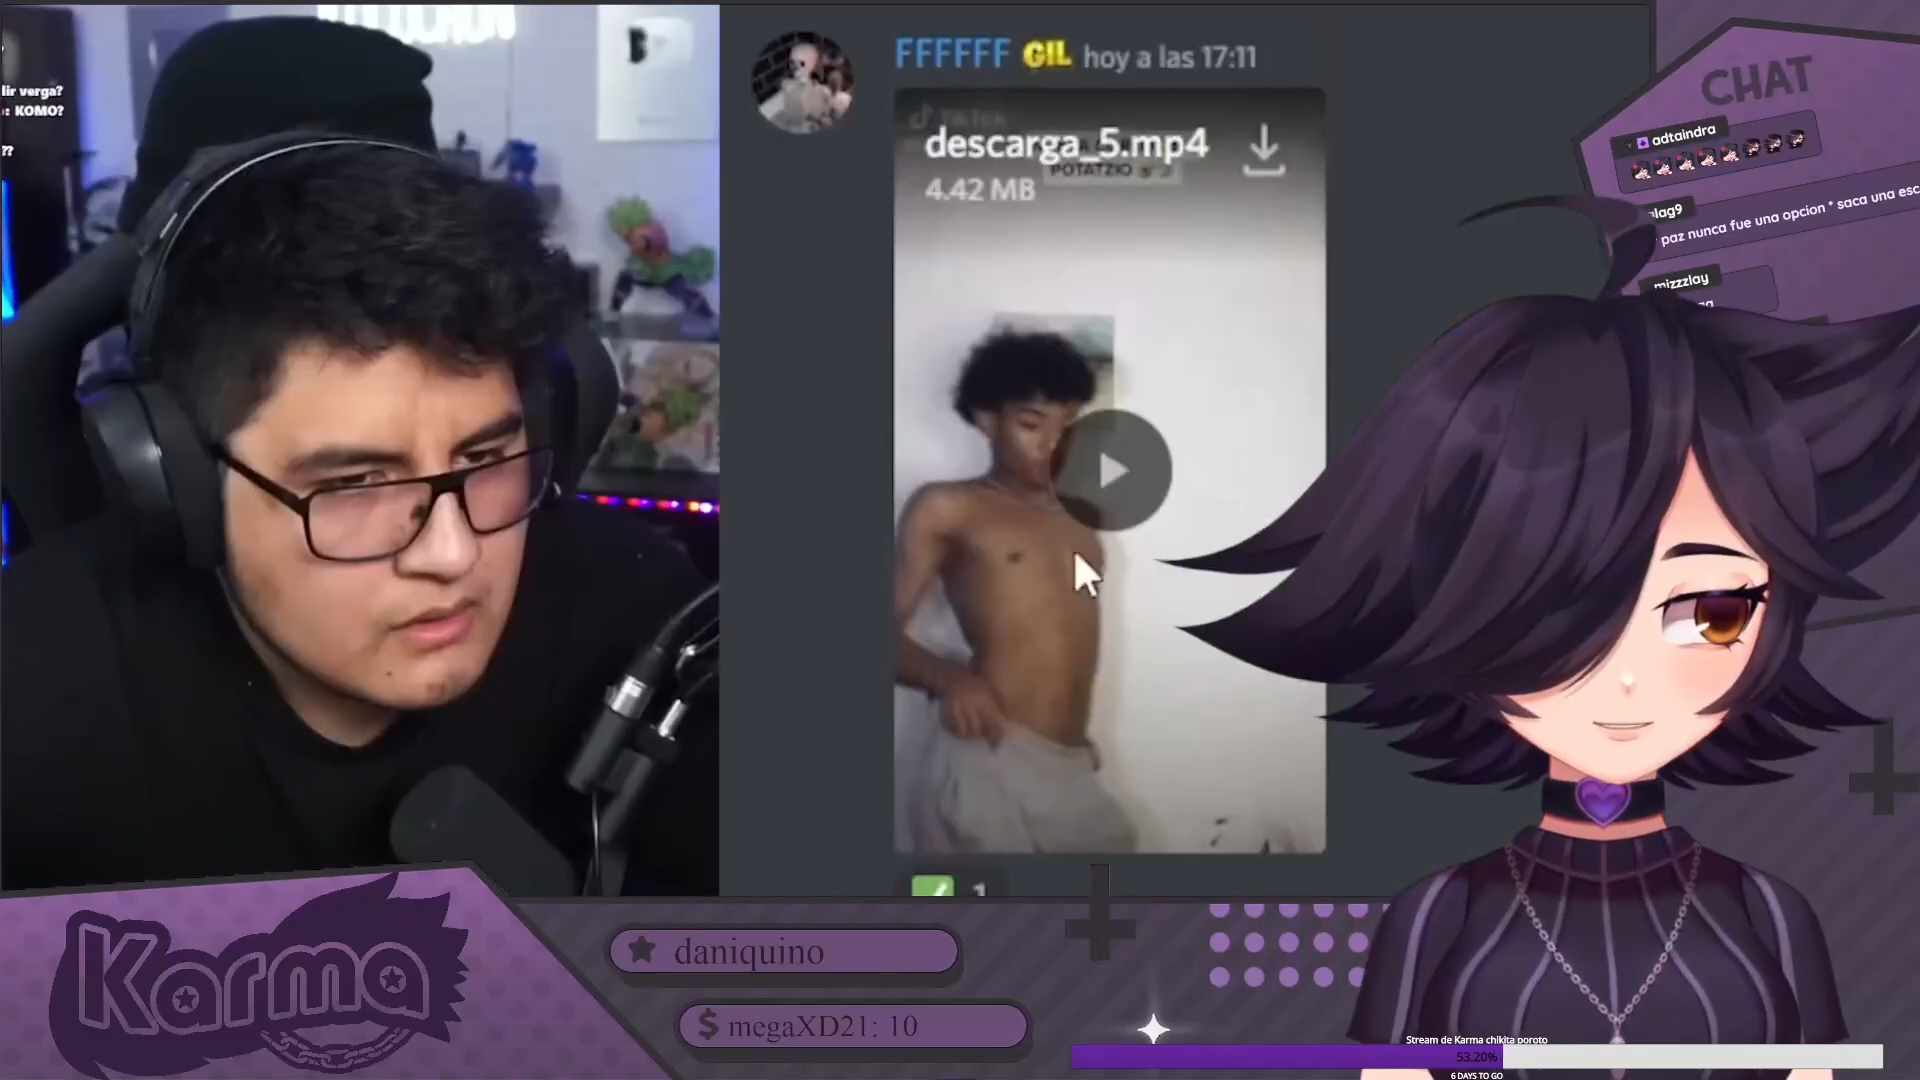 lir verga?
: KOMO?
??
FFFFFF GIL hoy a las 17:11
TikTok
descarga_5.mp4
POTATZIO
4.42 MB
1
CHAT
adtaindra
lag9
paz nunca fue una opcion * saca una esc
mizzzlay
Karma
daniquino
$ megaXD21: 10
Stream de Karma chikita poroto
53.20%
6 DAYS TO GO